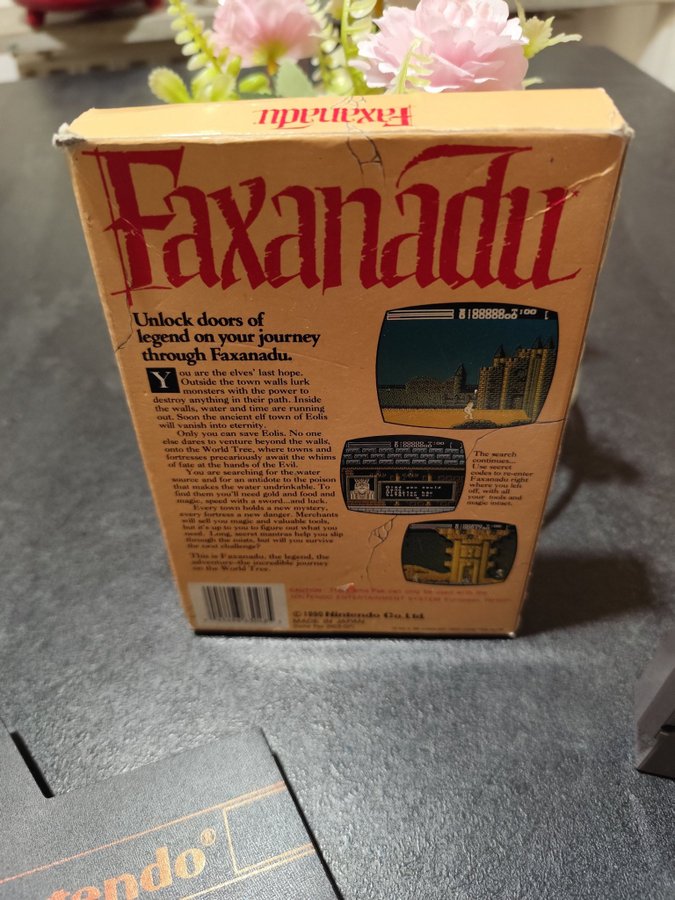 Faxanadu
Faxanadu
Unlock doors of
legend on your journey
through Faxanadu.
You are the elves' last hope.
Outside the town walls lurk
monsters with the power to
destroy anything in their path. Inside
the walls, water and time are running
out. Soon the ancient elf town of Eolis
will vanish into eternity.
Only you can save Eolis. No one
else dares to venture beyond the walls,
onto the World Tree, where towns and
fortresses precariously await the whims
of fate at the hands of the Evil.
You are searching for the water
source and for an antidote to the poison
that makes the water undrinkable. To
find them you'll need gold and food and
magic, speed with a sword...and luck.
Every town holds a new mystery,
every fortress a new danger. Merchants
will sell you magic and valuable tools,
but it's up to you to figure out what you
need. Long, secret mantras help you slip
through the mists, but will you survive
the next challenge?
This is Faxanadu, the legend, the
adventure–the incredible journey
on the World Tree.
The search
continues...
Use secret
codes to re-enter
Faxanadu right
where you left
off, with all
your tools and
magic intact.
©1990 Nintendo Co., Ltd
MADE IN JAPAN
ntendo®